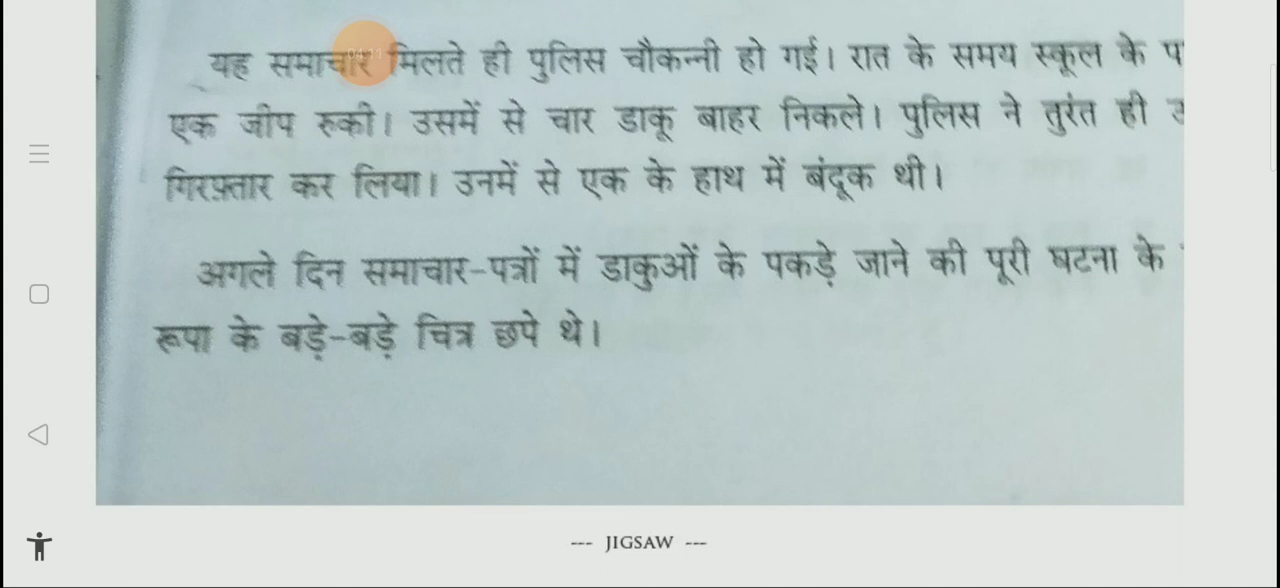 यह समाचार मिलते ही पुलिस चौकन्नी हो गई। रात के समय स्कूल के
एक जीप रुकी। उसमें से चार डाकू बाहर निकले। पुलिस ने तुरंत ही
गिरफ़्तार कर लिया। उनमें से एक के हाथ में बंदूक थी।
अगले दिन समाचार-पत्रों में डाकुओं के पकड़े जाने की पूरी घटना के
रूपा के बड़े-बड़े चित्र छपे थे।
--- JIGSAW ---